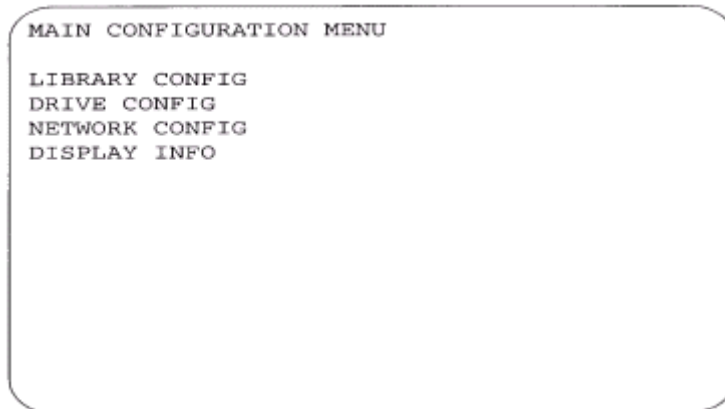 MAIN CONFIGURATION MENU
LIBRARY CONFIG
DRIVE CONFIG
NETWORK CONFIG
DISPLAY INFO